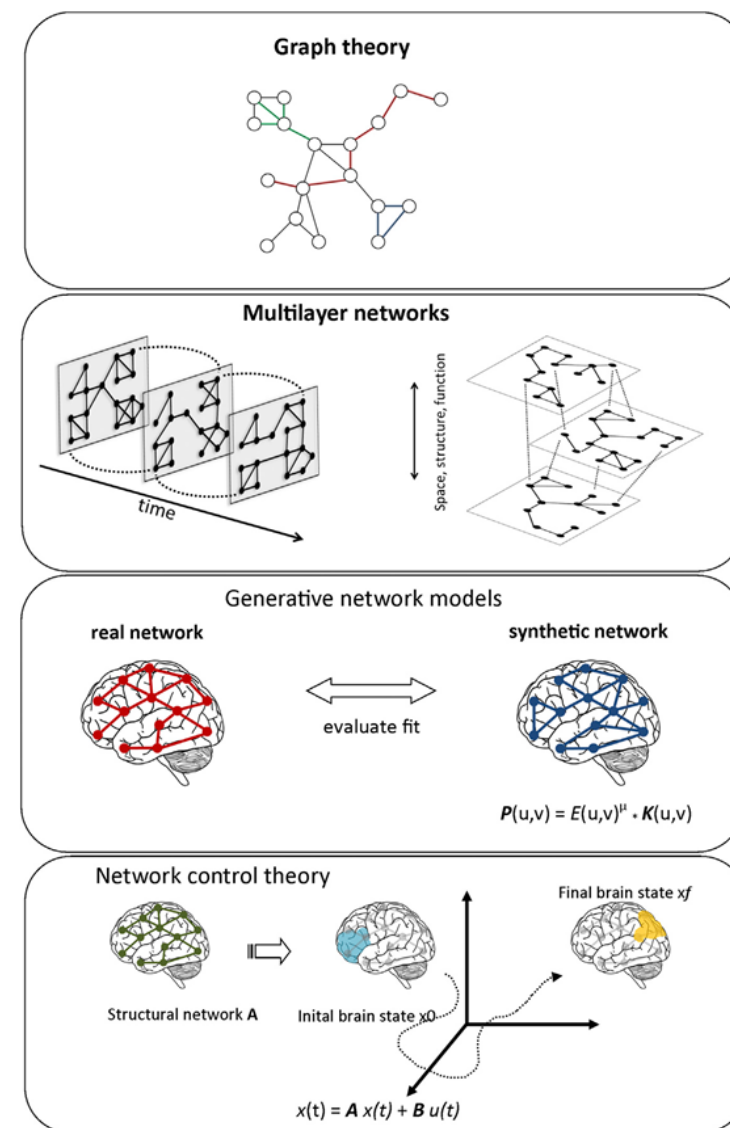 Graph theory
Multilayer networks
time
Space, structure, function
Generative network models
real network
synthetic network
evaluate fit
P(u,v) = E(u,v)^μ · K(u,v)
Network control theory
Final brain state xf
Structural network A
Inital brain state x0
x(t) = A x(t) + B u(t)